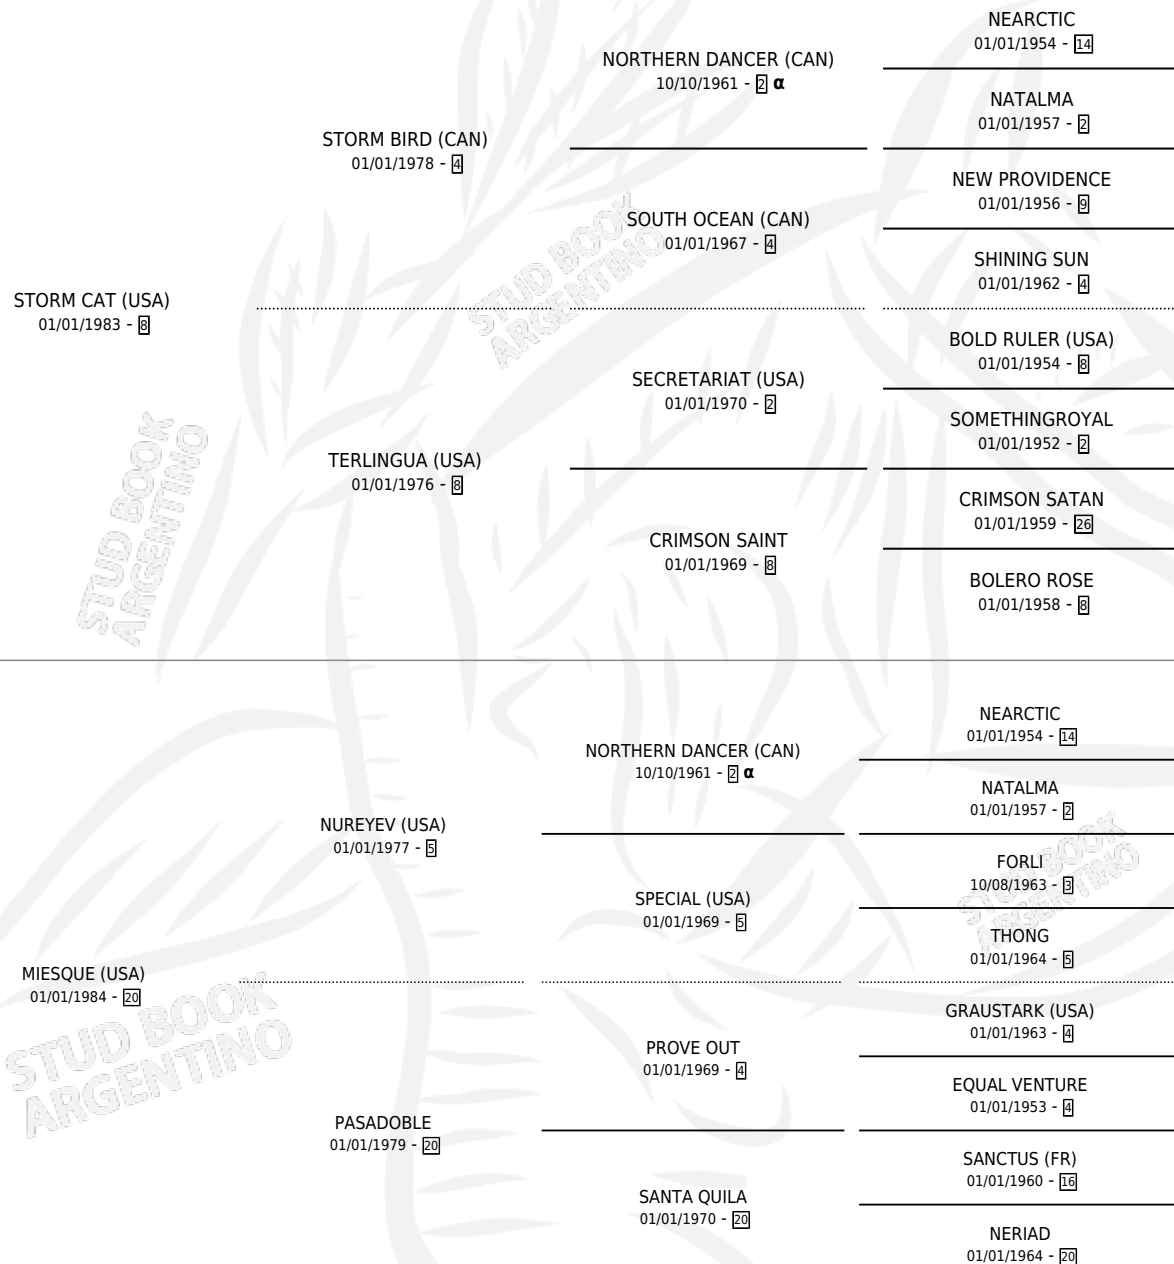 NEARCTIC
01/01/1954 - 14
NORTHERN DANCER (CAN)
10/10/1961 - 2 α
NATALMA
01/01/1957 - 2
STORM BIRD (CAN)
01/01/1978 - 4
NEW PROVIDENCE
01/01/1956 - 9
SOUTH OCEAN (CAN)
01/01/1967 - 4
SHINING SUN
01/01/1962 - 4
STORM CAT (USA)
01/01/1983 - 8
STUD BOOK
ARGENTINO
BOLD RULER (USA)
01/01/1954 - 8
SECRETARIAT (USA)
01/01/1970 - 2
SOMETHINGROYAL
01/01/1952 - 2
TERLINGUA (USA)
01/01/1976 - 8
CRIMSON SATAN
01/01/1959 - 26
CRIMSON SAINT
01/01/1969 - 8
BOLERO ROSE
01/01/1958 - 8
STUD BOOK
ARGENTINO
NEARCTIC
01/01/1954 - 14
NORTHERN DANCER (CAN)
10/10/1961 - 2 α
NATALMA
01/01/1957 - 2
NUREYEV (USA)
01/01/1977 - 5
FORLI
10/08/1963 - 3
SPECIAL (USA)
01/01/1969 - 5
THONG
01/01/1964 - 5
STUD BOOK
ARGENTINO
MIESQUE (USA)
01/01/1984 - 20
GRAUSTARK (USA)
01/01/1963 - 4
PROVE OUT
01/01/1969 - 4
EQUAL VENTURE
01/01/1953 - 4
PASADOBLE
01/01/1979 - 20
SANCTUS (FR)
01/01/1960 - 16
SANTA QUILA
01/01/1970 - 20
NERIAD
01/01/1964 - 20
STUD BOOK
ARGENTINO